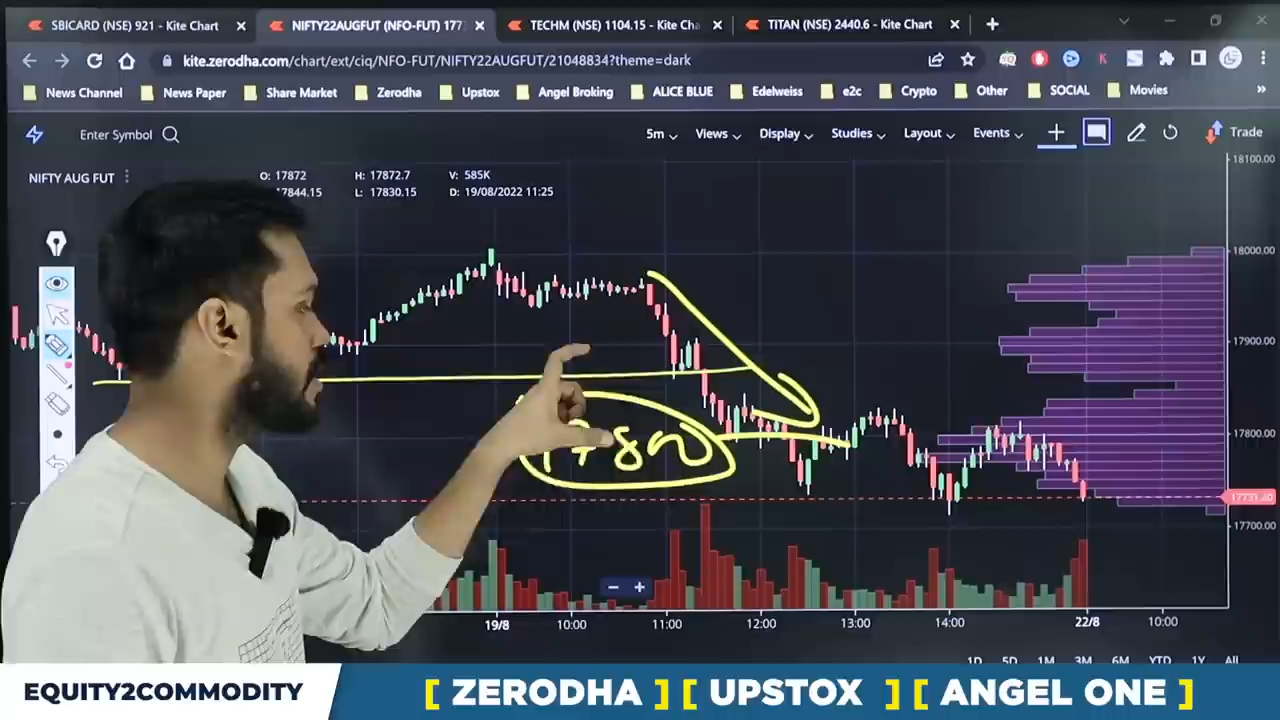 SBICARD (NSE) 921 - Kite Chart
NIFTY22AUGFUT (NFO-FUT) 177
TECHM (NSE) 1104.15 - Kite Cha
TITAN (NSE) 2440.6 - Kite Chart
kite.zerodha.com/chart/ext/ciq/NFO-FUT/NIFTY22AUGFUT/21048834?theme=dark
News Channel News Paper Share Market Zerodha Upstox Angel Broking ALICE BLUE Edelweiss e2c Crypto Other SOCIAL Movies »
Enter Symbol 5m Views Display Studies Layout Events Trade
NIFTY AUG FUT O: 17872 H: 17872.7 V: 585K
17844.15 L: 17830.15 D: 19/08/2022 11:25
18100.00
18000.00
17900.00
17800.00
17731.20
17700.00
19/8 10:00 11:00 12:00 13:00 14:00 22/8 10:00
1D 5D 1M 3M 6M YTD 1Y All
EQUITY2COMMODITY [ ZERODHA ] [ UPSTOX ] [ ANGEL ONE ]